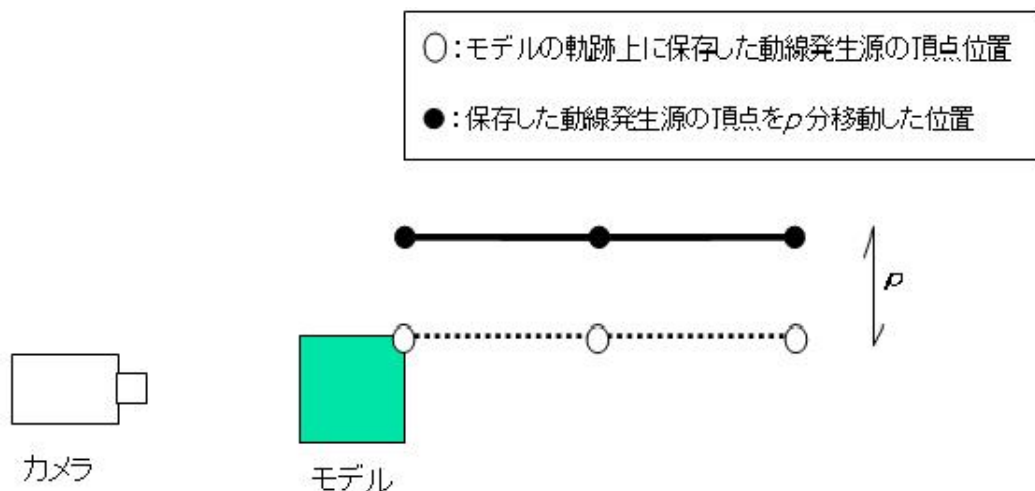 ○:モデルの軌跡上に保存した動線発生源の頂点位置
●:保存した動線発生源の頂点をp分移動した位置
p
カメラ
モデル